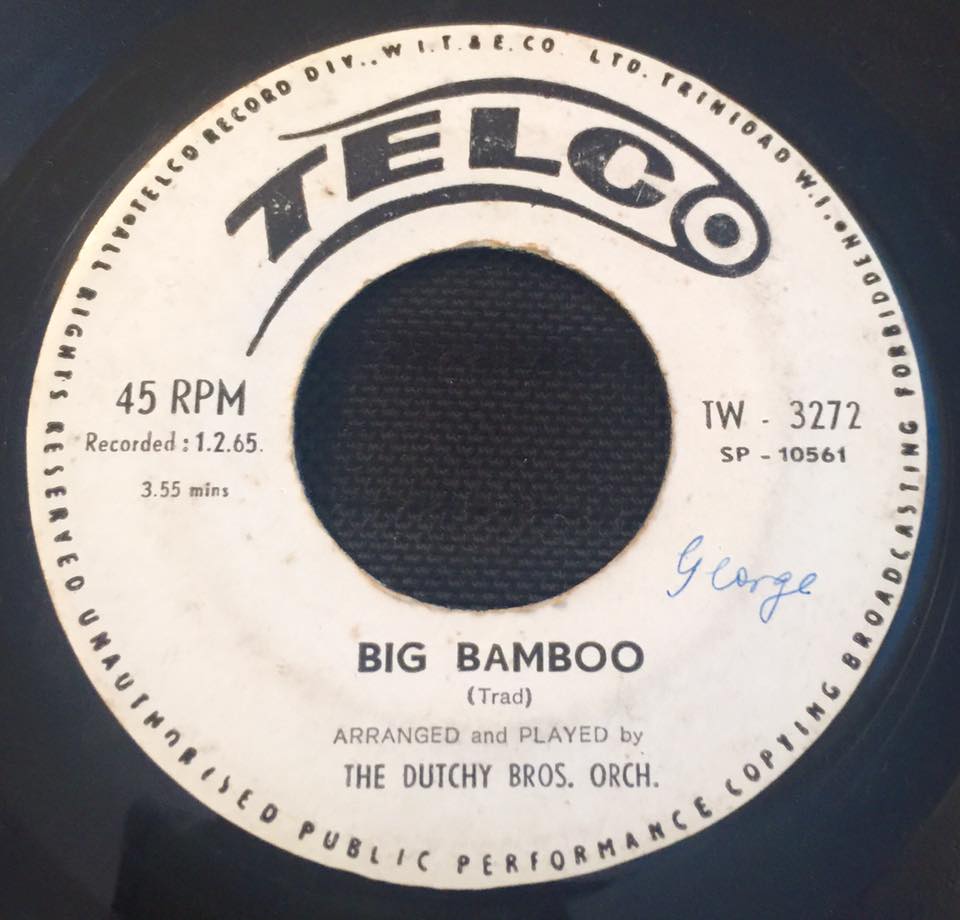 TELCO RECORD DIV., W.I.T. & E. CO. LTD. TRINIDAD W.I.
ALL RIGHTS RESERVED UNAUTHORISED PUBLIC PERFORMANCE COPYING BROADCASTING FORBIDDEN
TELCO
45 RPM
Recorded : 1.2.65.
3.55 mins
TW - 3272
SP - 10561
George
BIG BAMBOO
(Trad)
ARRANGED and PLAYED by
THE DUTCHY BROS. ORCH.